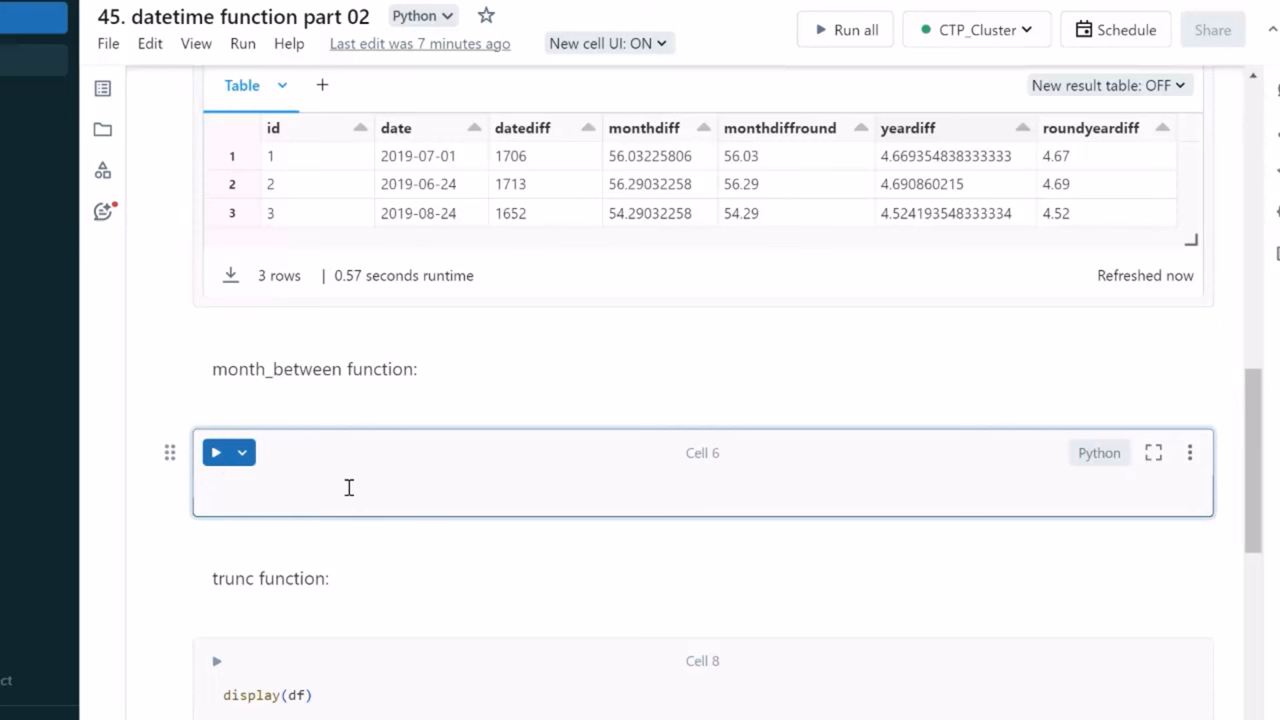 45. datetime function part 02 Python
File Edit View Run Help Last edit was 7 minutes ago New cell UI: ON
Run all CTP_Cluster Schedule Share
Table + New result table: OFF
id date datediff monthdiff monthdiffround yeardiff roundyeardiff
1 1 2019-07-01 1706 56.03225806 56.03 4.669354838333333 4.67
2 2 2019-06-24 1713 56.29032258 56.29 4.690860215 4.69
3 3 2019-08-24 1652 54.29032258 54.29 4.524193548333334 4.52
3 rows | 0.57 seconds runtime Refreshed now
month_between function:
Cell 6 Python
trunc function:
Cell 8
display(df)
ct